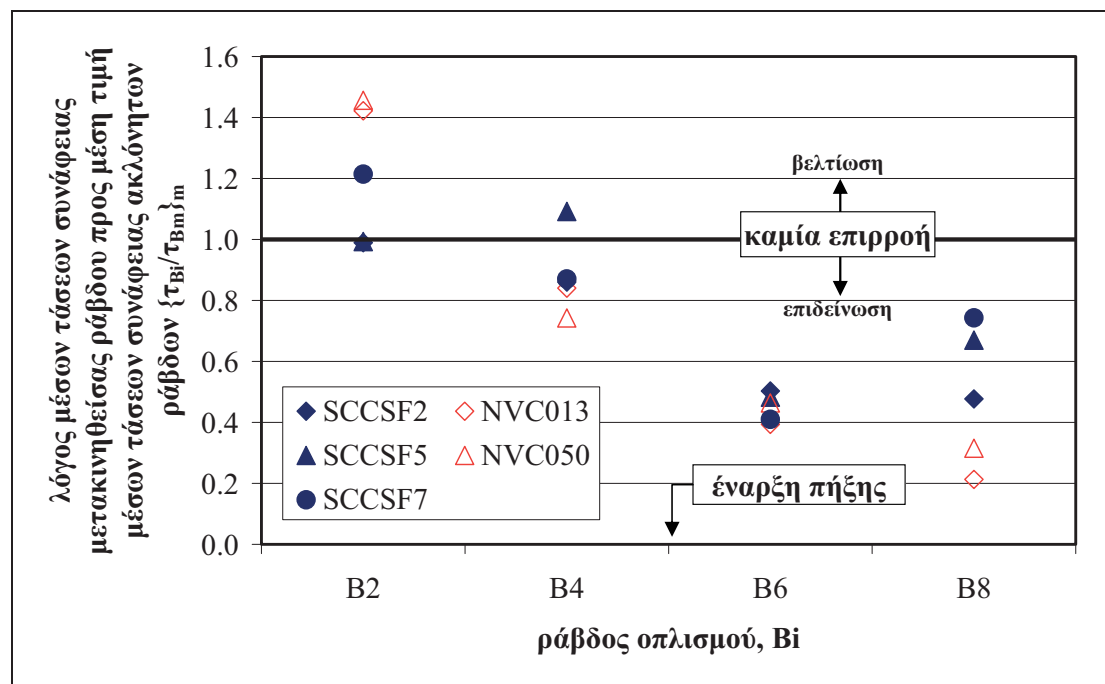 λόγος μέσων τάσεων συνάφειας
μετακινηθείσας ράβδου προς μέση τιμή
μέσων τάσεων συνάφειας ακλόνητων
ράβδων {τBi/τBm}m
1.6
1.4
1.2
1.0
0.8
0.6
0.4
0.2
0.0
βελτίωση
καμία επιρροή
επιδείνωση
SCCSF2
NVC013
SCCSF5
NVC050
SCCSF7
έναρξη πήξης
B2
B4
B6
B8
ράβδος οπλισμού, Bi